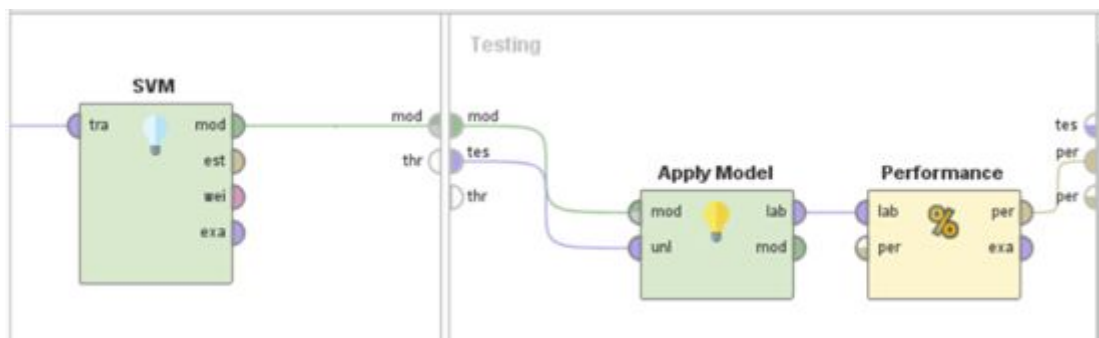 Testing
SVM
tra
mod
est
wei
exa
mod
thr
mod
tes
thr
Apply Model
mod
unl
lab
mod
Performance
lab
per
%
per
exa
tes
per
per